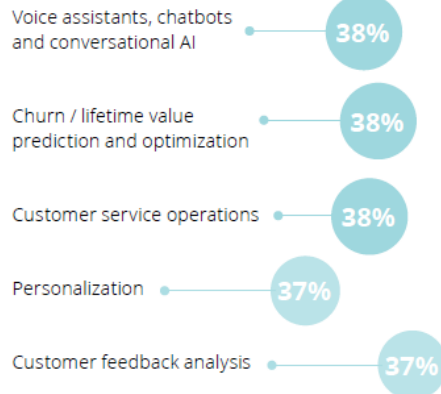 Voice assistants, chatbots
and conversational AI
38%
Churn / lifetime value
prediction and optimization
38%
Customer service operations
38%
Personalization
37%
Customer feedback analysis
37%